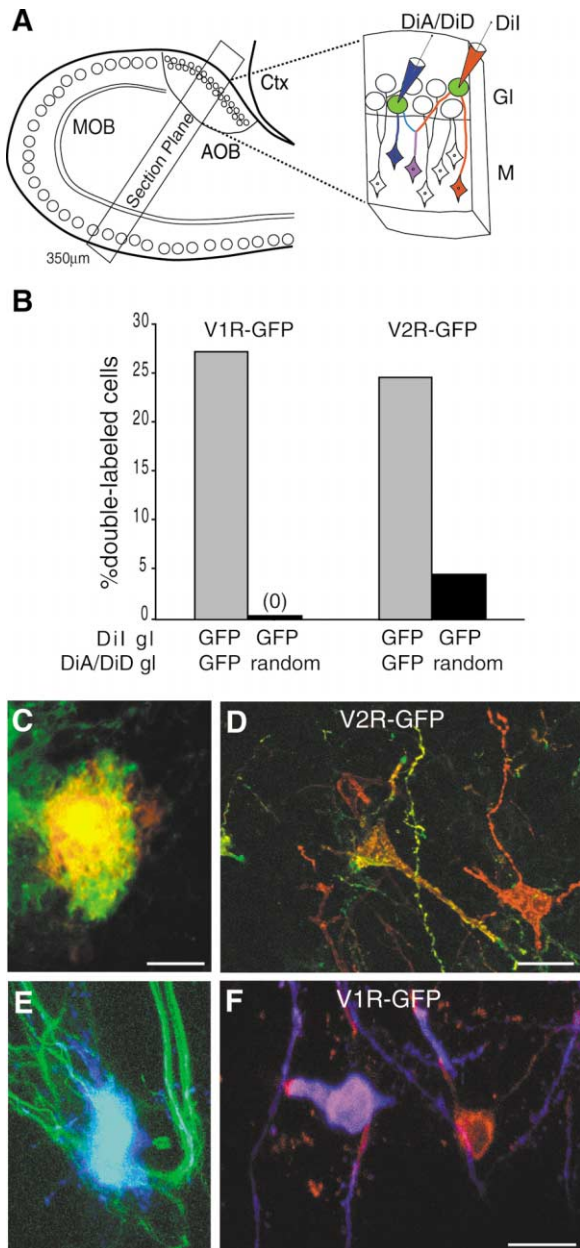 A
DiA/DiD
DiI
Ctx
MOB
AOB
Section Plane
Gl
M
350µm
B
V1R-GFP
V2R-GFP
%double-labeled cells
30
25
20
15
10
5
0
(0)
DiI gl GFP GFP GFP GFP
DiA/DiD gl GFP random GFP random
C
D
V2R-GFP
E
F
V1R-GFP